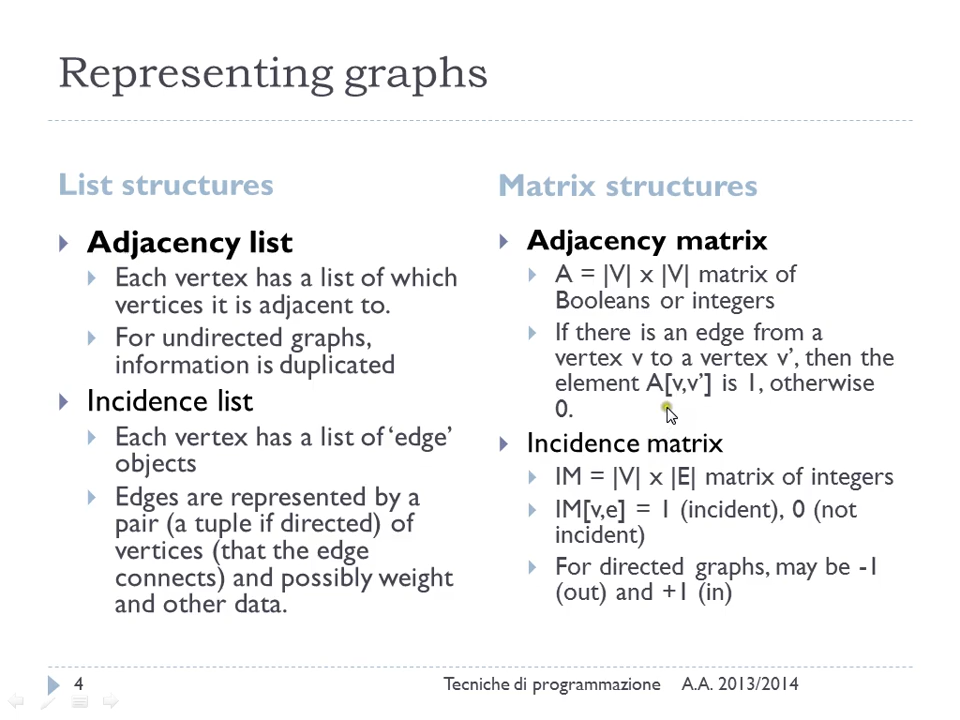 Representing graphs
List structures
Adjacency list
Each vertex has a list of which
vertices it is adjacent to.
For undirected graphs,
information is duplicated
Incidence list
Each vertex has a list of ‘edge’
objects
Edges are represented by a
pair (a tuple if directed) of
vertices (that the edge
connects) and possibly weight
and other data.
Matrix structures
Adjacency matrix
A = |V| x |V| matrix of
Booleans or integers
If there is an edge from a
vertex v to a vertex v’, then the
element A[v,v’] is 1, otherwise
0.
Incidence matrix
IM = |V| x |E| matrix of integers
IM[v,e] = 1 (incident), 0 (not
incident)
For directed graphs, may be -1
(out) and +1 (in)
4
Tecniche di programmazione A.A. 2013/2014